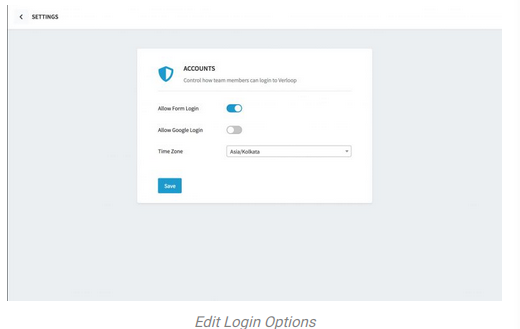 SETTINGS
ACCOUNTS
Control how team members can login to Verloop
Allow Form Login
Allow Google Login
Time Zone
Asia/Kolkata
Save
Edit Login Options